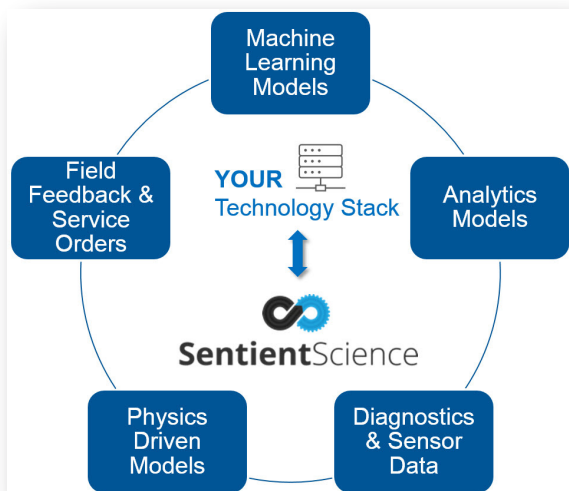 Machine
Learning
Models
Field
Feedback &
Service
Orders
YOUR
Technology Stack
Analytics
Models
SentientScience
Physics
Driven
Models
Diagnostics
& Sensor
Data